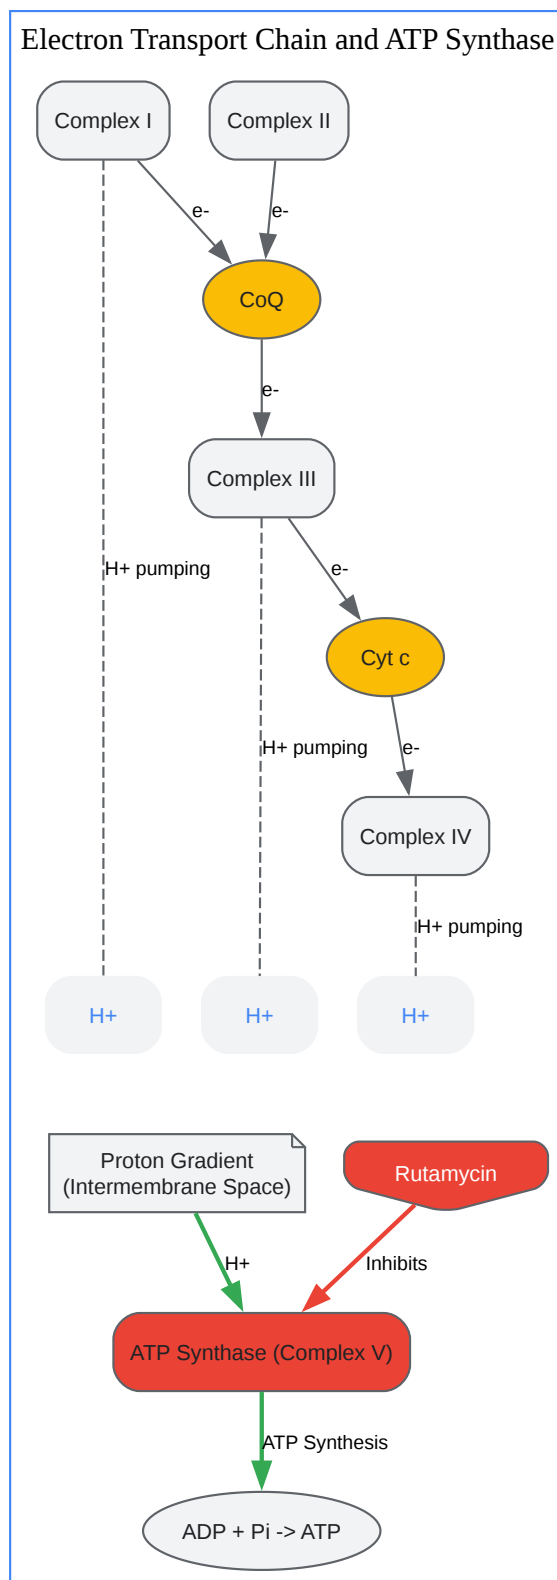 Electron Transport Chain and ATP Synthase
Complex I
Complex II
e-
e-
CoQ
e-
Complex III
H+ pumping
e-
Cyt c
H+ pumping
e-
Complex IV
H+ pumping
H+
H+
H+
Proton Gradient
(Intermembrane Space)
Rutamycin
H+
Inhibits
ATP Synthase (Complex V)
ATP Synthesis
ADP + Pi -> ATP